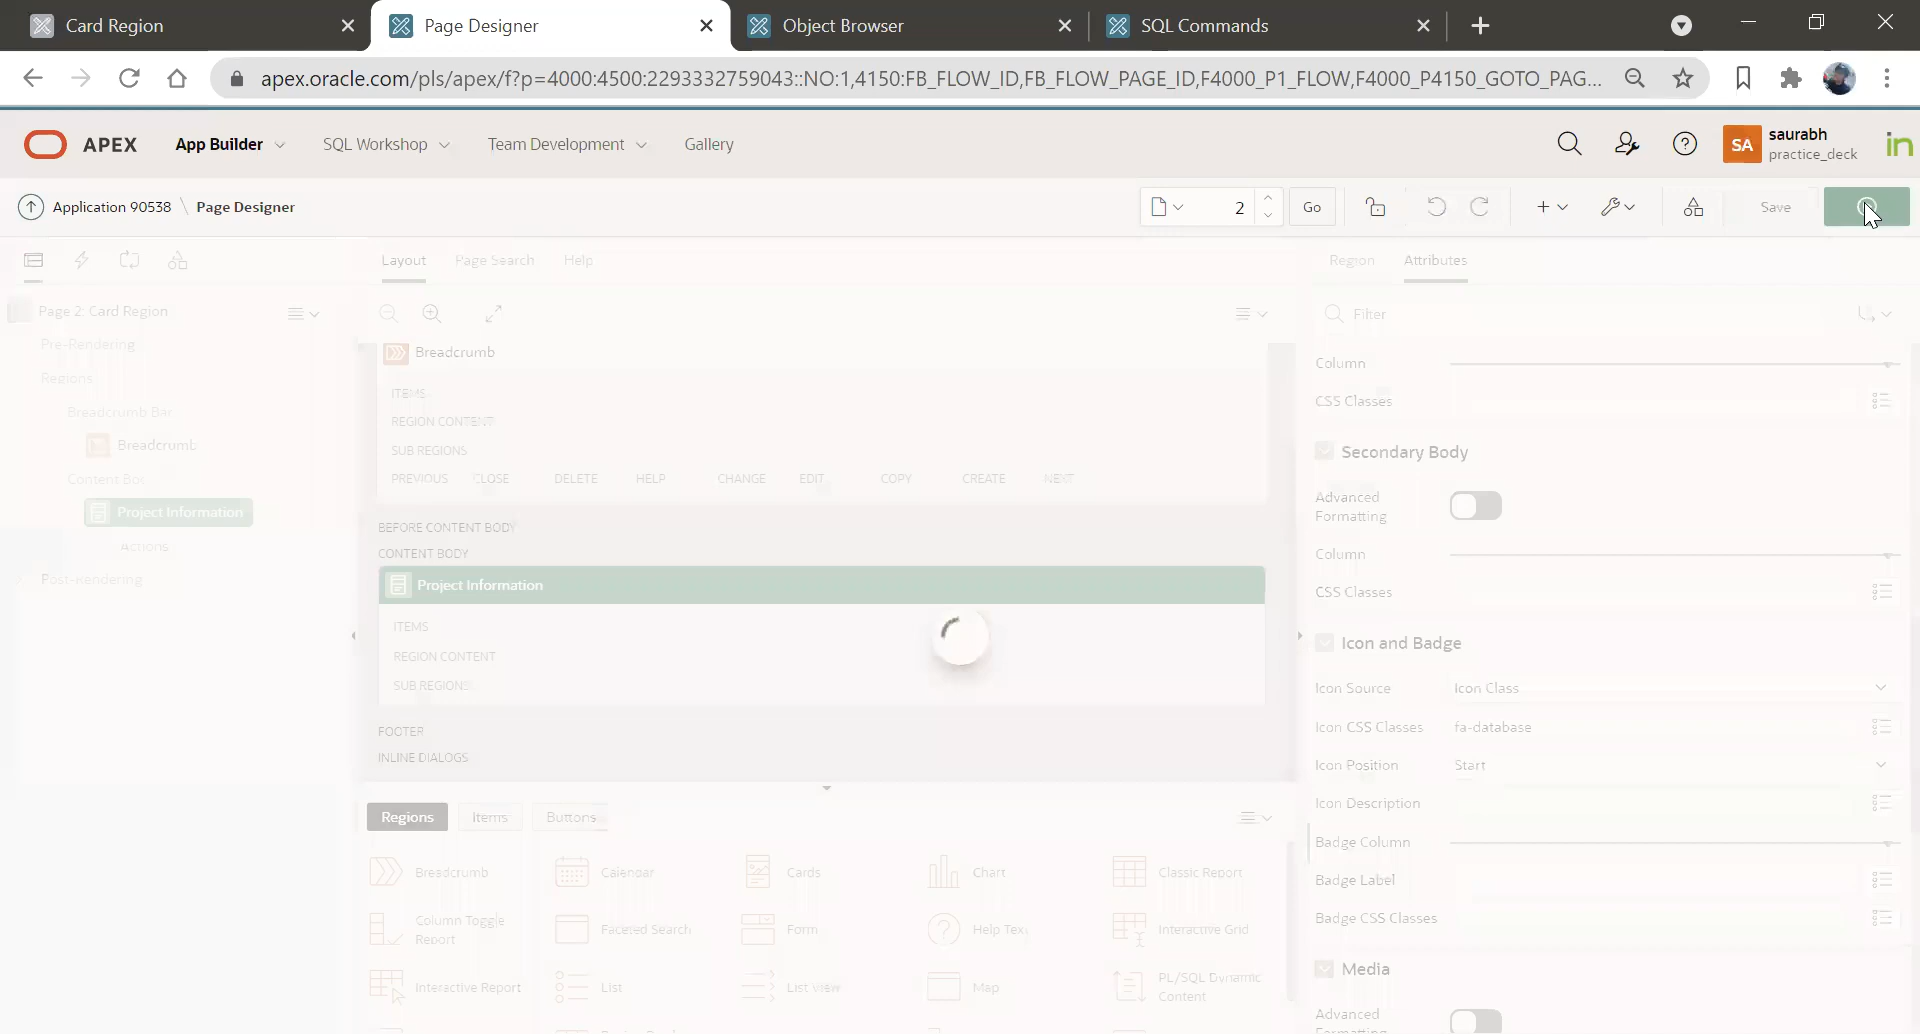 Card Region
Page Designer
Object Browser
SQL Commands
apex.oracle.com/pls/apex/f?p=4000:4500:2293332759043::NO:1,4150:FB_FLOW_ID,FB_FLOW_PAGE_ID,F4000_P1_FLOW,F4000_P4150_GOTO_PAG...
APEX App Builder SQL Workshop Team Development Gallery
SA saurabh
practice_deck
in
Application 90538 \ Page Designer
2 Go Save
Layout Page Search Help
Region Attributes
Page 2: Card Region
Filter
Pre-Rendering
Regions
Breadcrumb Bar
Breadcrumb
Project Information
Actions
Post-Rendering
Breadcrumb
ITEMS
REGION CONTENT
SUB REGIONS
PREVIOUS CLOSE DELETE HELP CHANGE EDIT COPY CREATE NEXT
BEFORE CONTENT BODY
CONTENT BODY
Project Information
ITEMS
REGION CONTENT
SUB REGIONS
FOOTER
INLINE DIALOGS
Regions Items Buttons
Breadcrumb Calendar Cards Chart Classic Report
Column Toggle
Report
Faceted Search Form Help Text Interactive Grid
Interactive Report List List View Map
PL/SQL Dynamic
Content
Column
CSS Classes
Secondary Body
Advanced
Formatting
Column
CSS Classes
Icon and Badge
Icon Source Icon Class
Icon CSS Classes fa-database
Icon Position Start
Icon Description
Badge Column
Badge Label
Badge CSS Classes
Media
Advanced